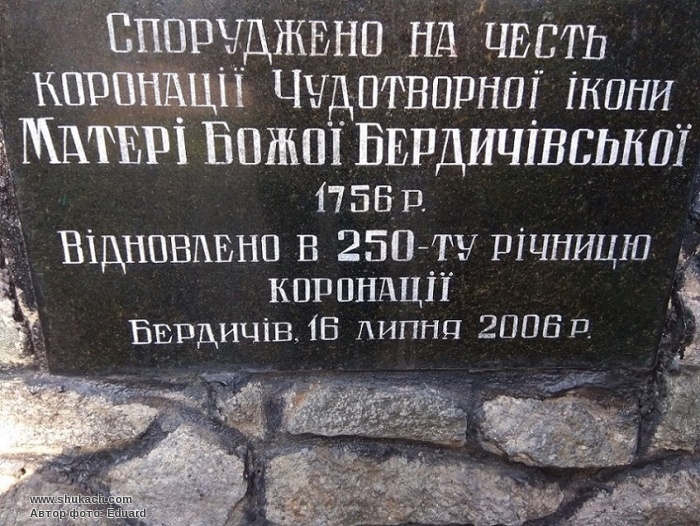 Споруджено на честь
коронації Чудотворної ікони
Матері Божої Бердичівської
1756 р.
Відновлено в 250-ту річницю
коронації
Бердичів, 16 липня 2006 р.
www.shukach.com
Автор фото: Eduard